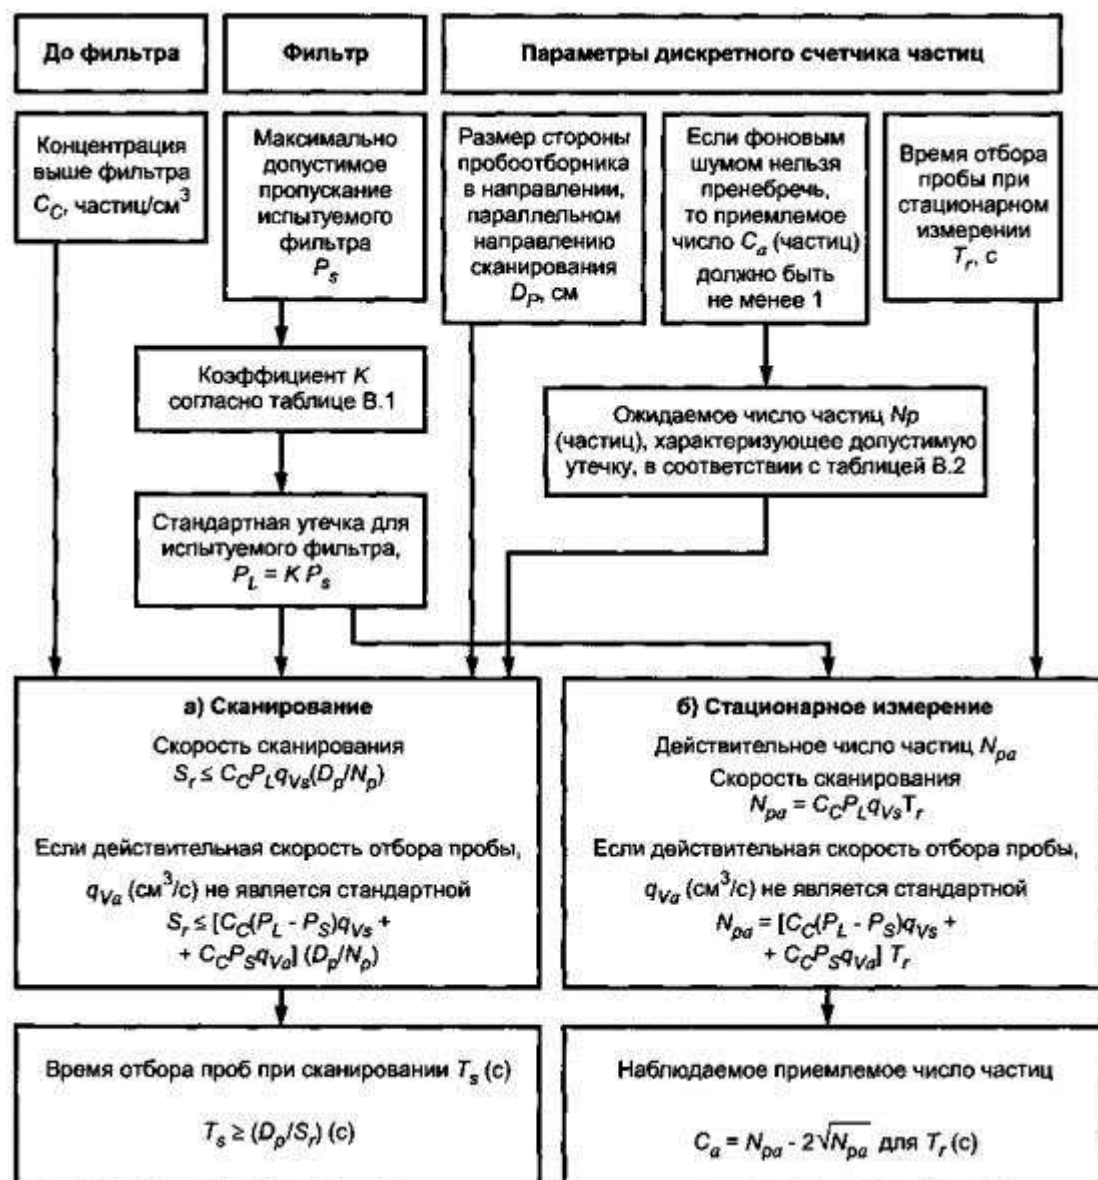 До фильтра
Фильтр
Параметры дискретного счетчика частиц
Концентрация
выше фильтра
C_C, частиц/см³
Максимально
допустимое
пропускание
испытуемого
фильтра
P_s
Размер стороны
пробоотборника
в направлении,
параллельном
направлению
сканирования
D_P, см
Если фоновым
шумом нельзя
пренебречь,
то приемлемое
число C_a (частиц)
должно быть
не менее 1
Время отбора
пробы при
стационарном
измерении
T_r, с
Коэффициент K
согласно таблице В.1
Ожидаемое число частиц Np
(частиц), характеризующее допустимую
утечку, в соответствии с таблицей В.2
Стандартная утечка для
испытуемого фильтра,
P_L = K P_s
а) Сканирование
Скорость сканирования
S_r ≤ C_C P_L q_Vs (D_p/N_p)
Если действительная скорость отбора пробы,
q_Va (см³/с) не является стандартной
S_r ≤ [C_C(P_L - P_S)q_Vs +
+ C_C P_S q_Va] (D_p/N_p)
б) Стационарное измерение
Действительное число частиц N_pa
Скорость сканирования
N_pa = C_C P_L q_Vs T_r
Если действительная скорость отбора пробы,
q_Va (см³/с) не является стандартной
N_pa = [C_C(P_L - P_S)q_Vs +
+ C_C P_S q_Va] T_r
Время отбора проб при сканировании T_s (с)
T_s ≥ (D_p/S_r) (с)
Наблюдаемое приемлемое число частиц
C_a = N_pa - 2√N_pa для T_r (с)